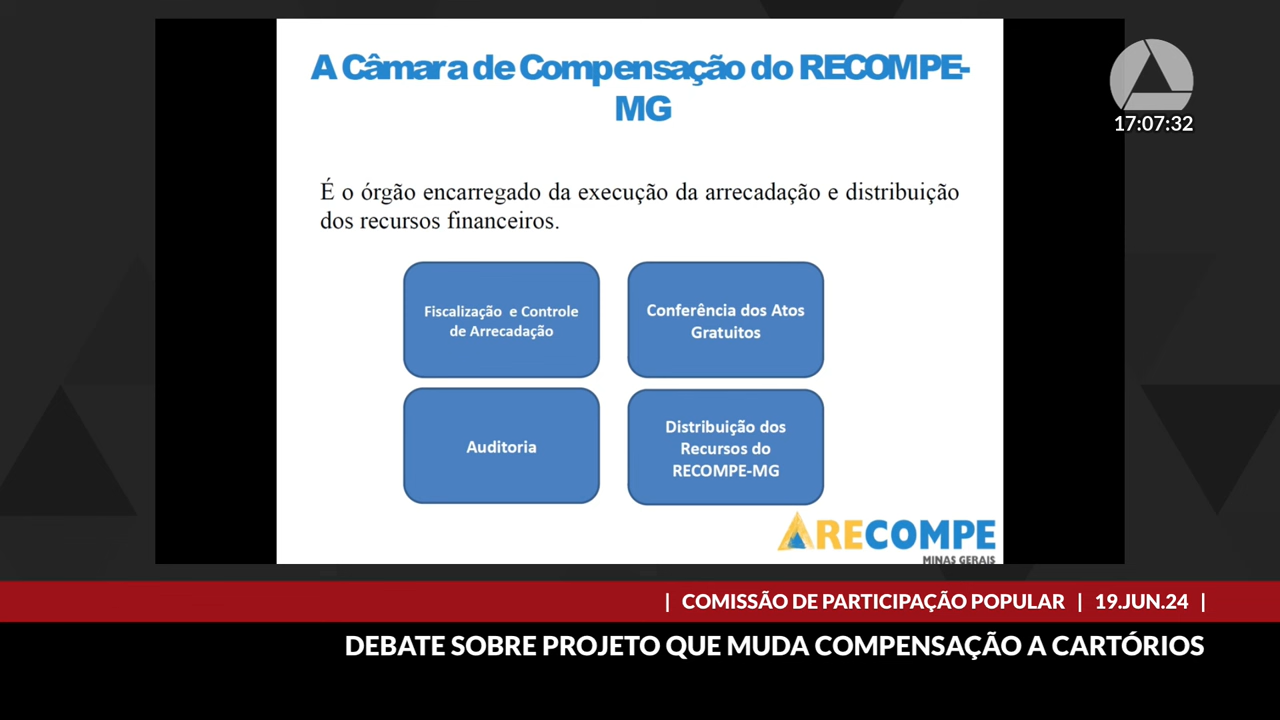 A Câmara de Compensação do RECOMPE-
MG
17:07:32
É o órgão encarregado da execução da arrecadação e distribuição
dos recursos financeiros.
Fiscalização e Controle
de Arrecadação
Conferência dos Atos
Gratuitos
Auditoria
Distribuição dos
Recursos do
RECOMPE-MG
RECOMPE
MINAS GERAIS
| COMISSÃO DE PARTICIPAÇÃO POPULAR | 19.JUN.24 |
DEBATE SOBRE PROJETO QUE MUDA COMPENSAÇÃO A CARTÓRIOS